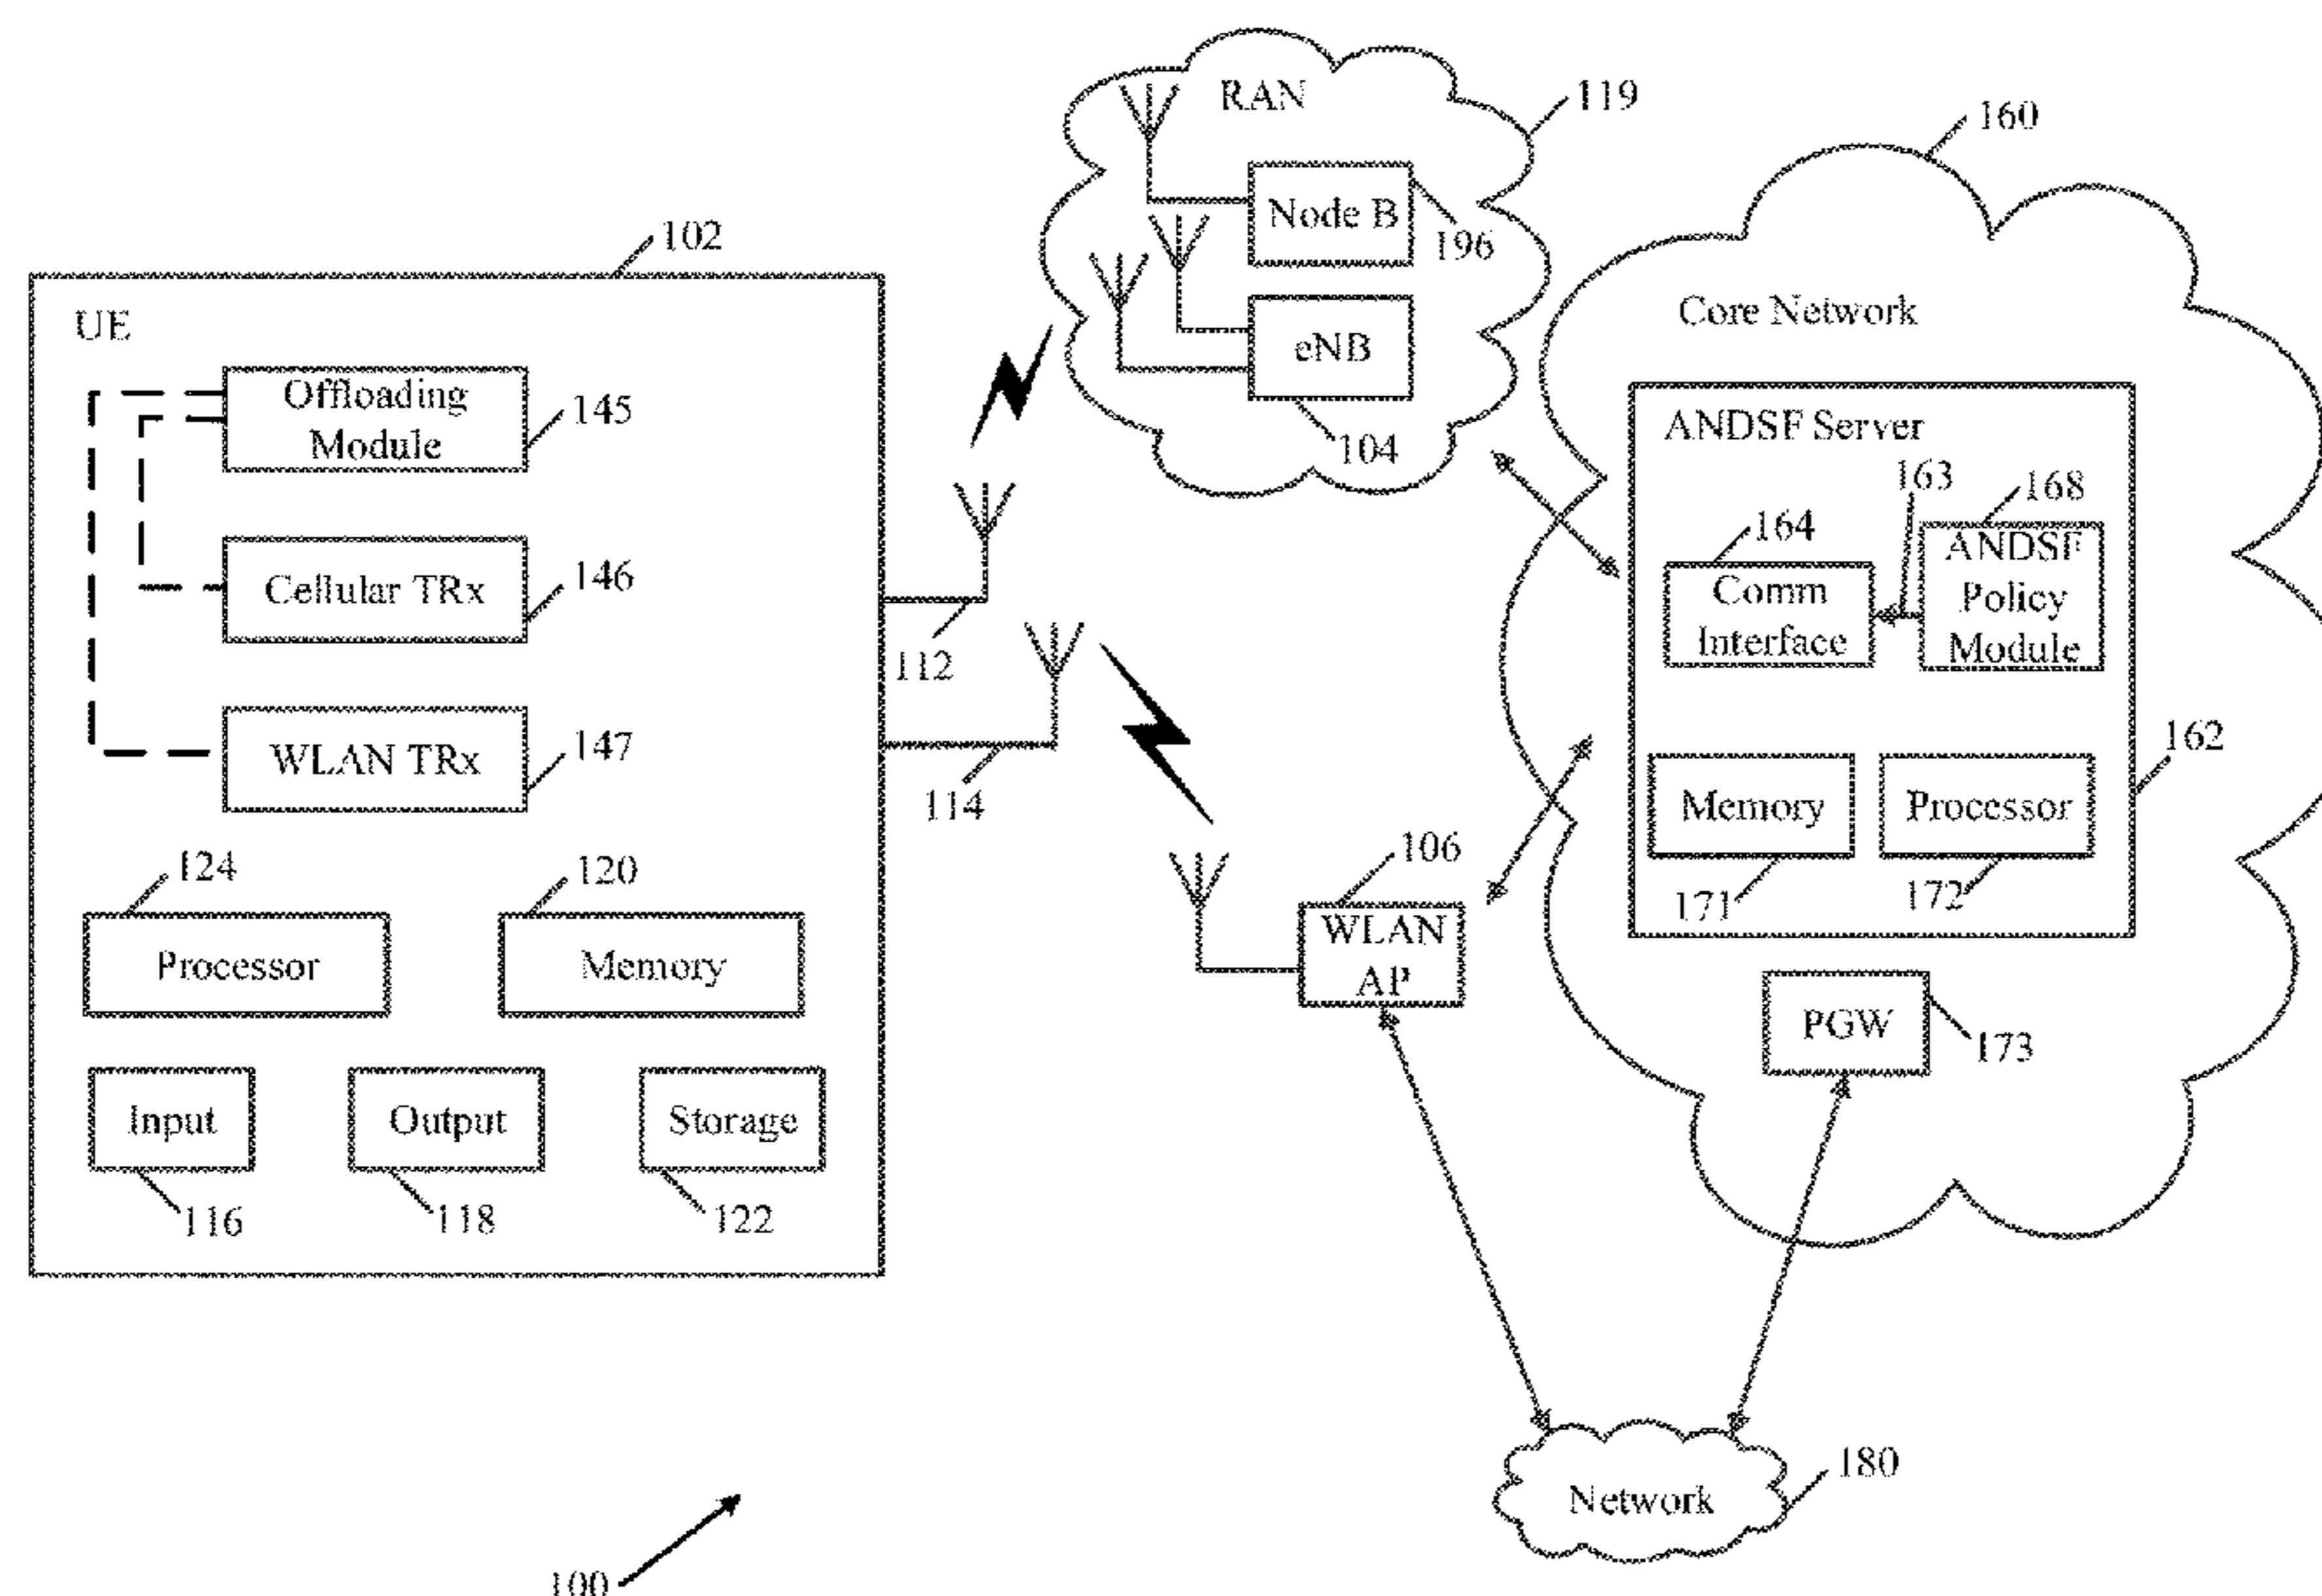 RAN
119
160
Node B
196
102
UE
Core Network
eNB
104
Offloading
Module
145
ANDSF Server
163
168
164
ANDSF
Policy
Module
Comm
Interface
Cellular TRx
146
112
WLAN TRx
147
114
162
Memory
Processor
171
172
124
120
106
WLAN
AP
Processor
Memory
PGW
173
Input
Output
Storage
116
118
122
180
Network
100